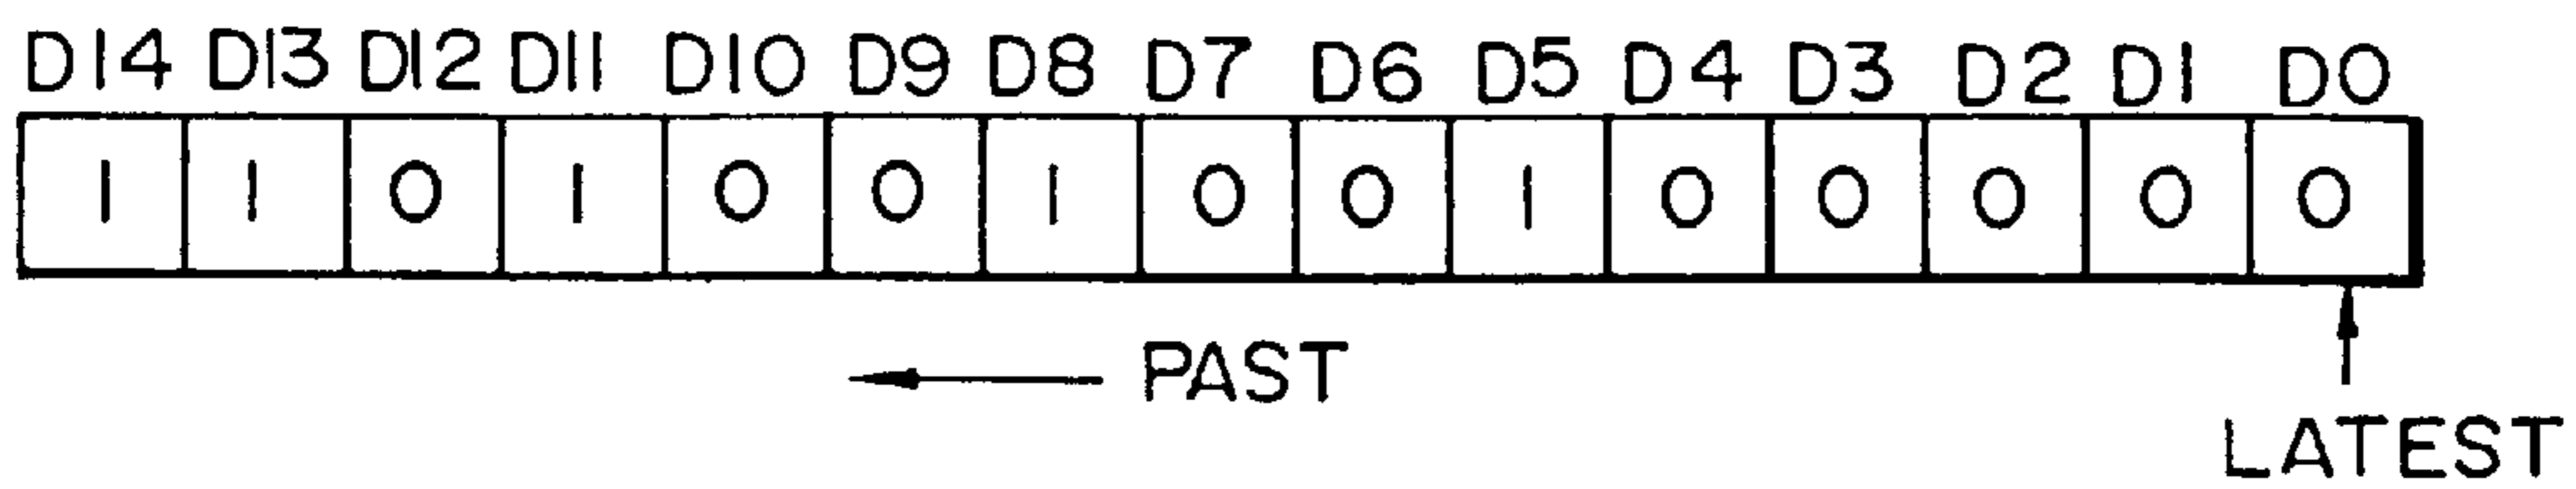 D14 D13 D12 D11 D10 D9 D8 D7 D6 D5 D4 D3 D2 D1 D0
1 1 0 1 0 0 1 0 0 1 0 0 0 0 0
PAST
LATEST